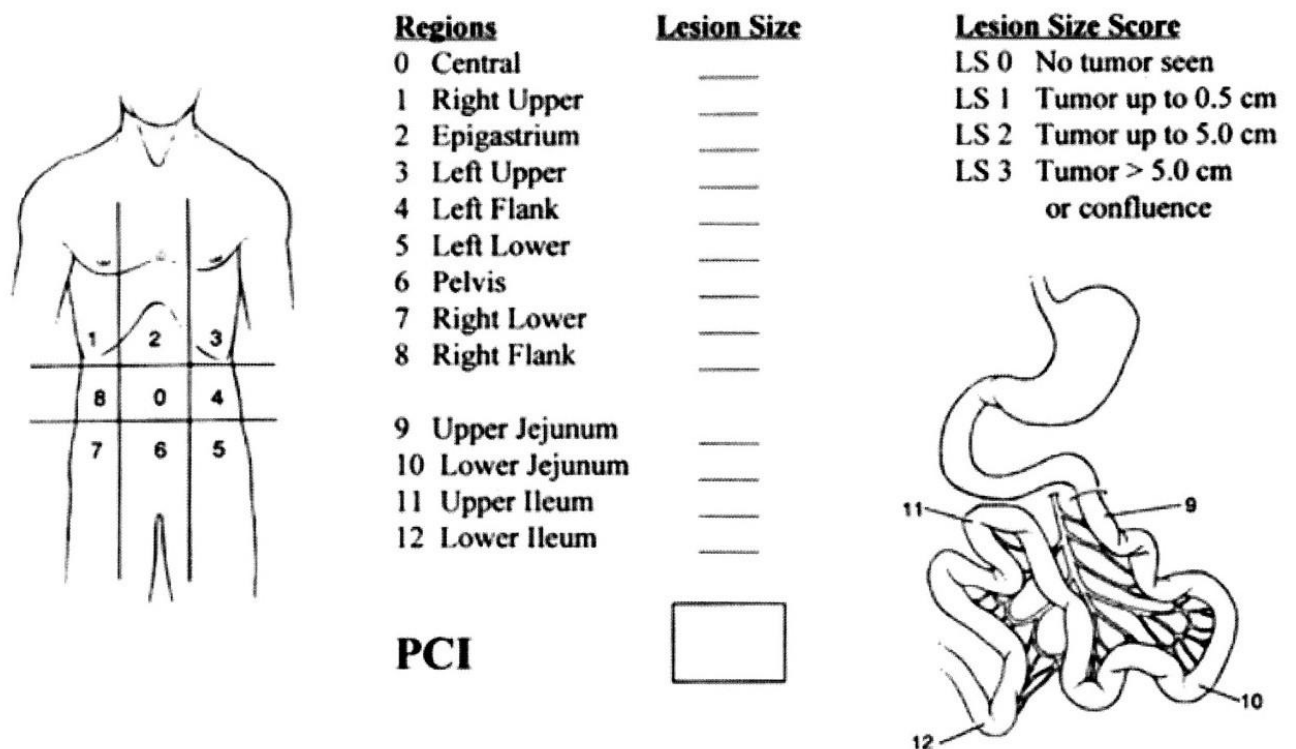 Regions
0 Central
1 Right Upper
2 Epigastrium
3 Left Upper
4 Left Flank
5 Left Lower
6 Pelvis
7 Right Lower
8 Right Flank
9 Upper Jejunum
10 Lower Jejunum
11 Upper Ileum
12 Lower Ileum
PCI
Lesion Size
Lesion Size Score
LS 0 No tumor seen
LS 1 Tumor up to 0.5 cm
LS 2 Tumor up to 5.0 cm
LS 3 Tumor > 5.0 cm
or confluence
1 2 3
8 0 4
7 6 5
11
9
10
12